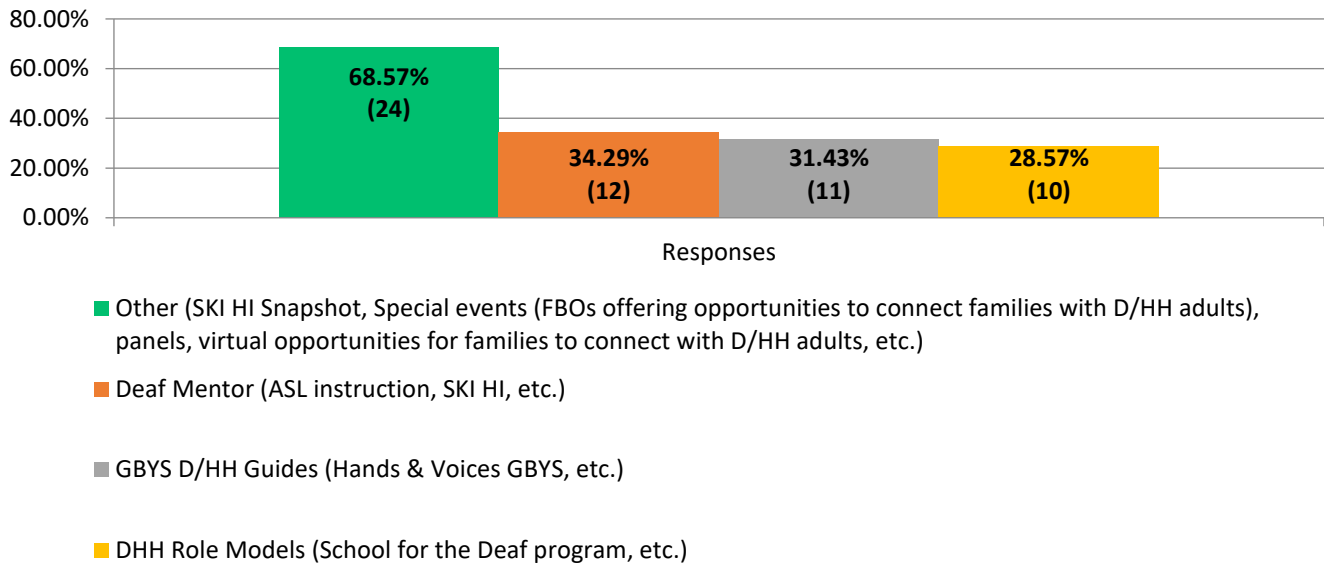 80.00%
60.00%
40.00%
20.00%
0.00%
68.57%
(24)
34.29%
(12)
31.43%
(11)
28.57%
(10)
Responses
Other (SKI HI Snapshot, Special events (FBOs offering opportunities to connect families with D/HH adults),
panels, virtual opportunities for families to connect with D/HH adults, etc.)
Deaf Mentor (ASL instruction, SKI HI, etc.)
GBYS D/HH Guides (Hands & Voices GBYS, etc.)
DHH Role Models (School for the Deaf program, etc.)